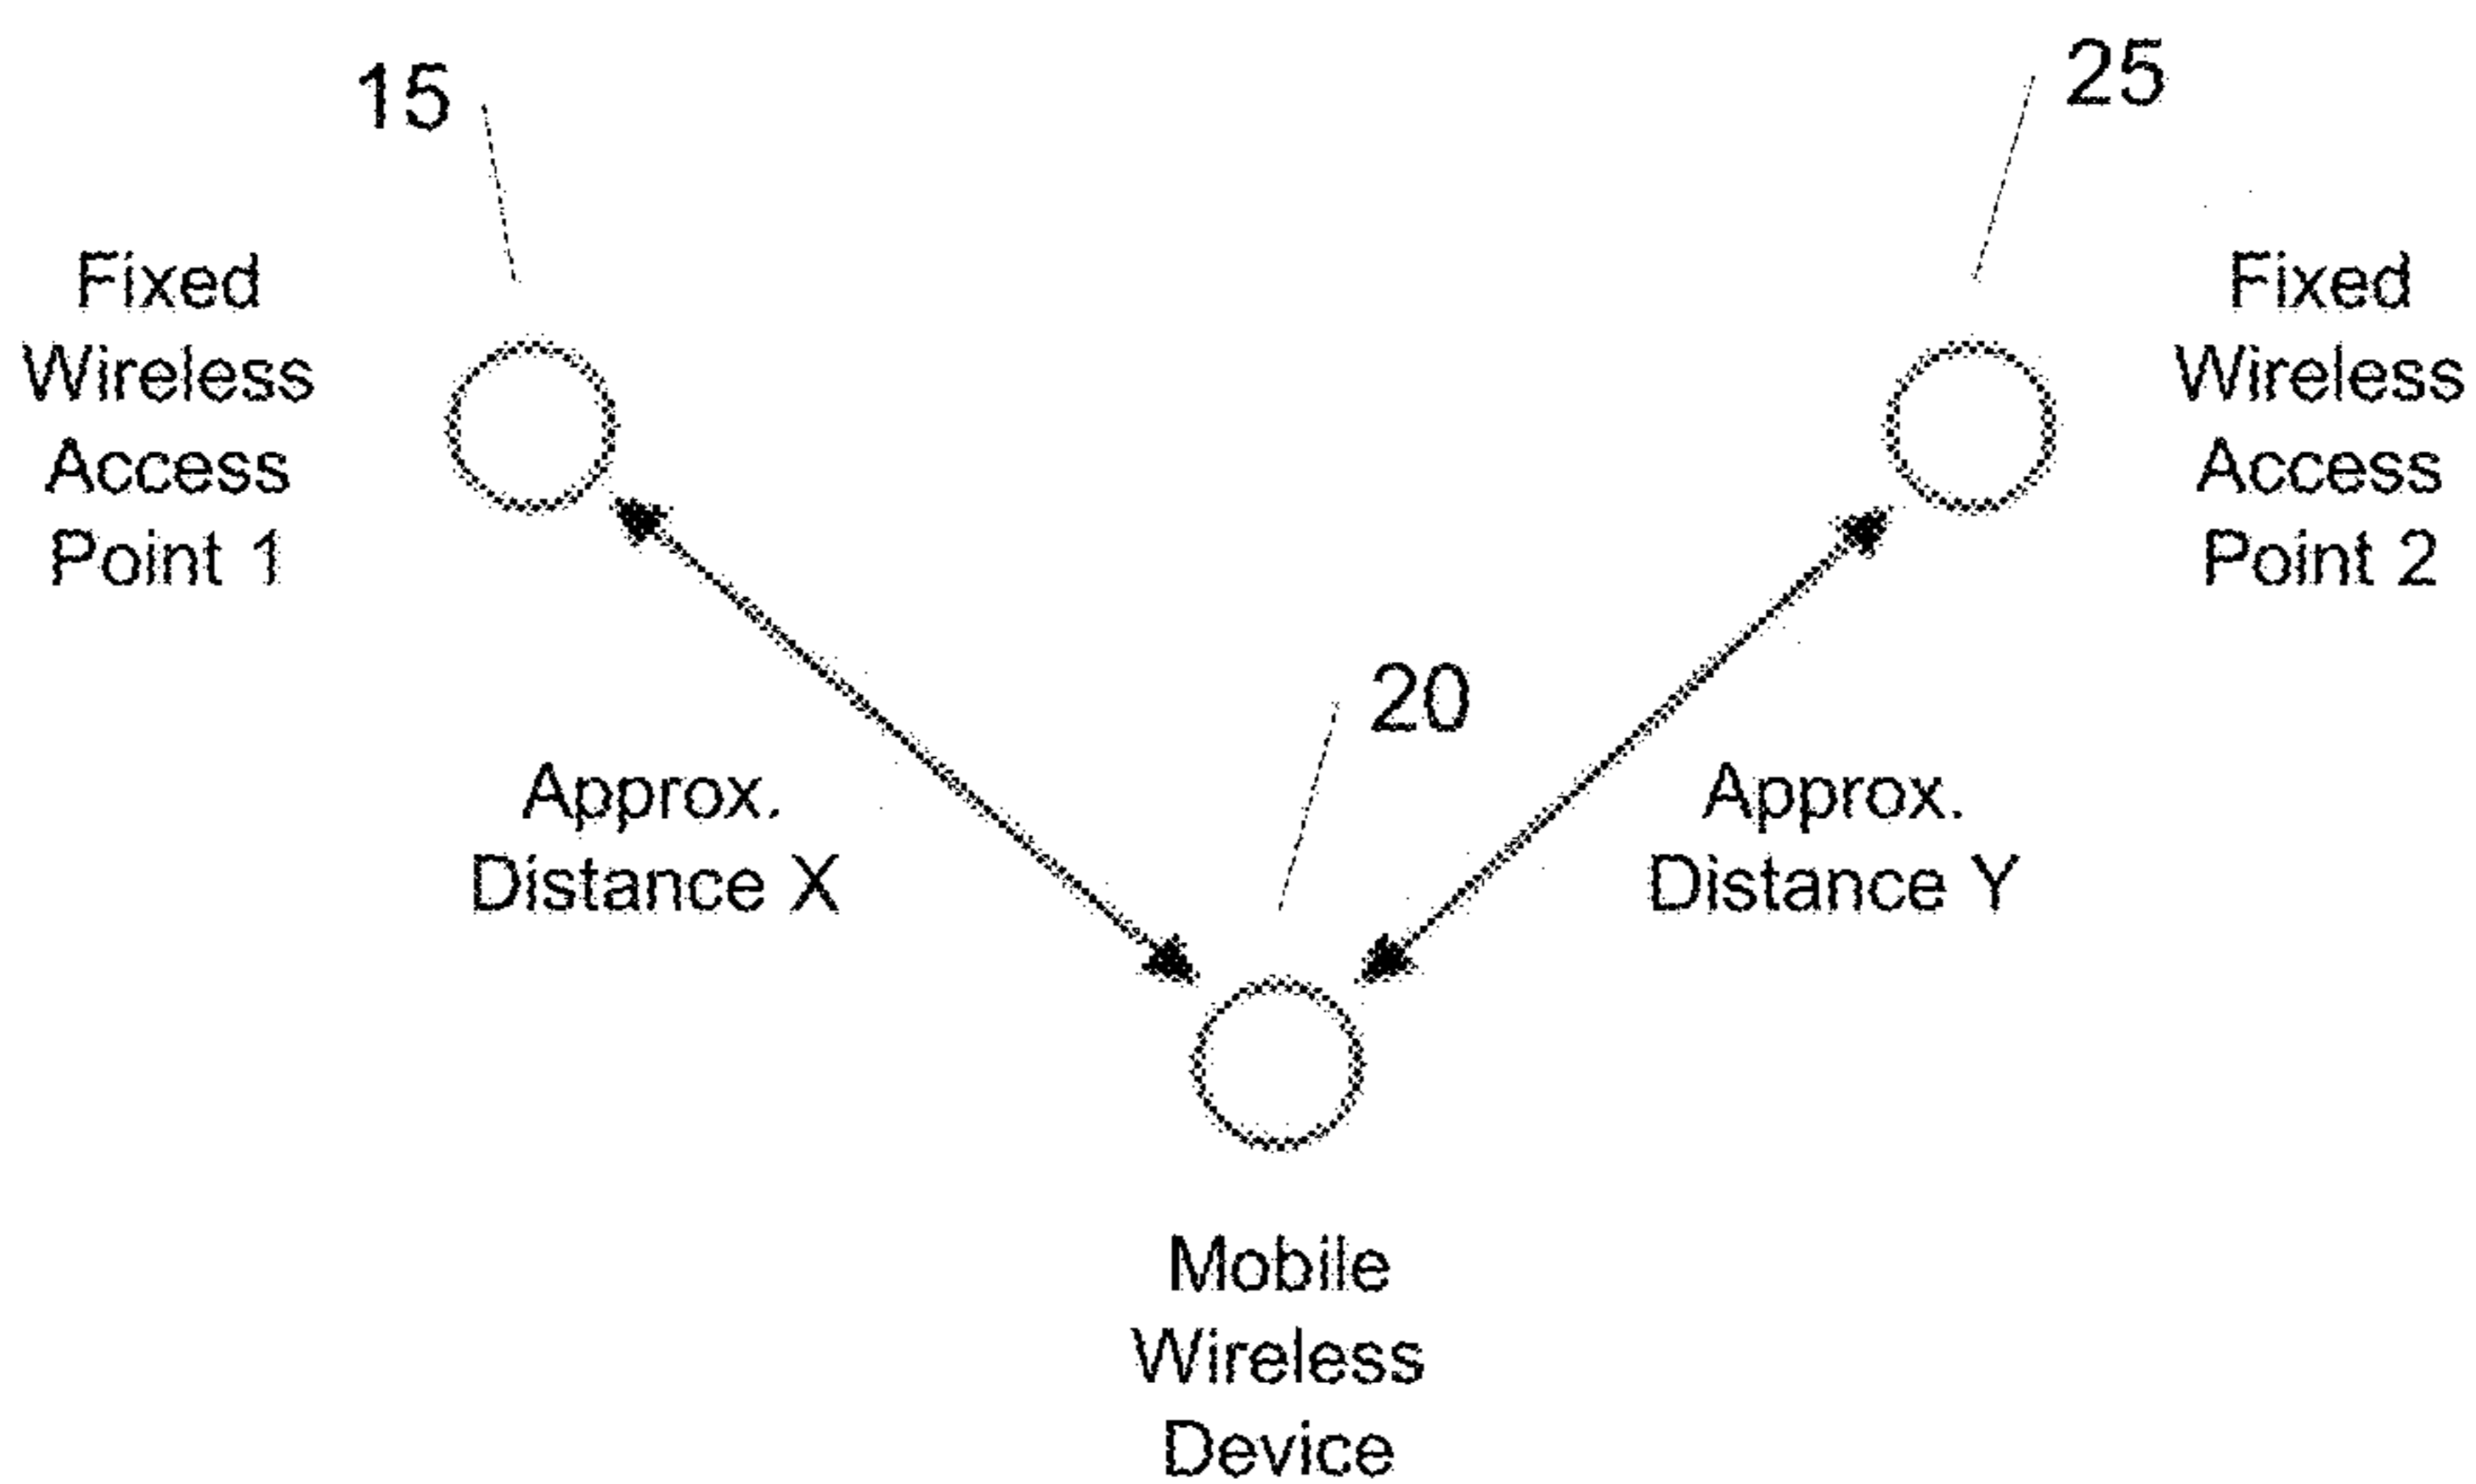 15
25
Fixed
Wireless
Access
Point 1
Fixed
Wireless
Access
Point 2
20
Approx.
Distance X
Approx.
Distance Y
Mobile
Wireless
Device